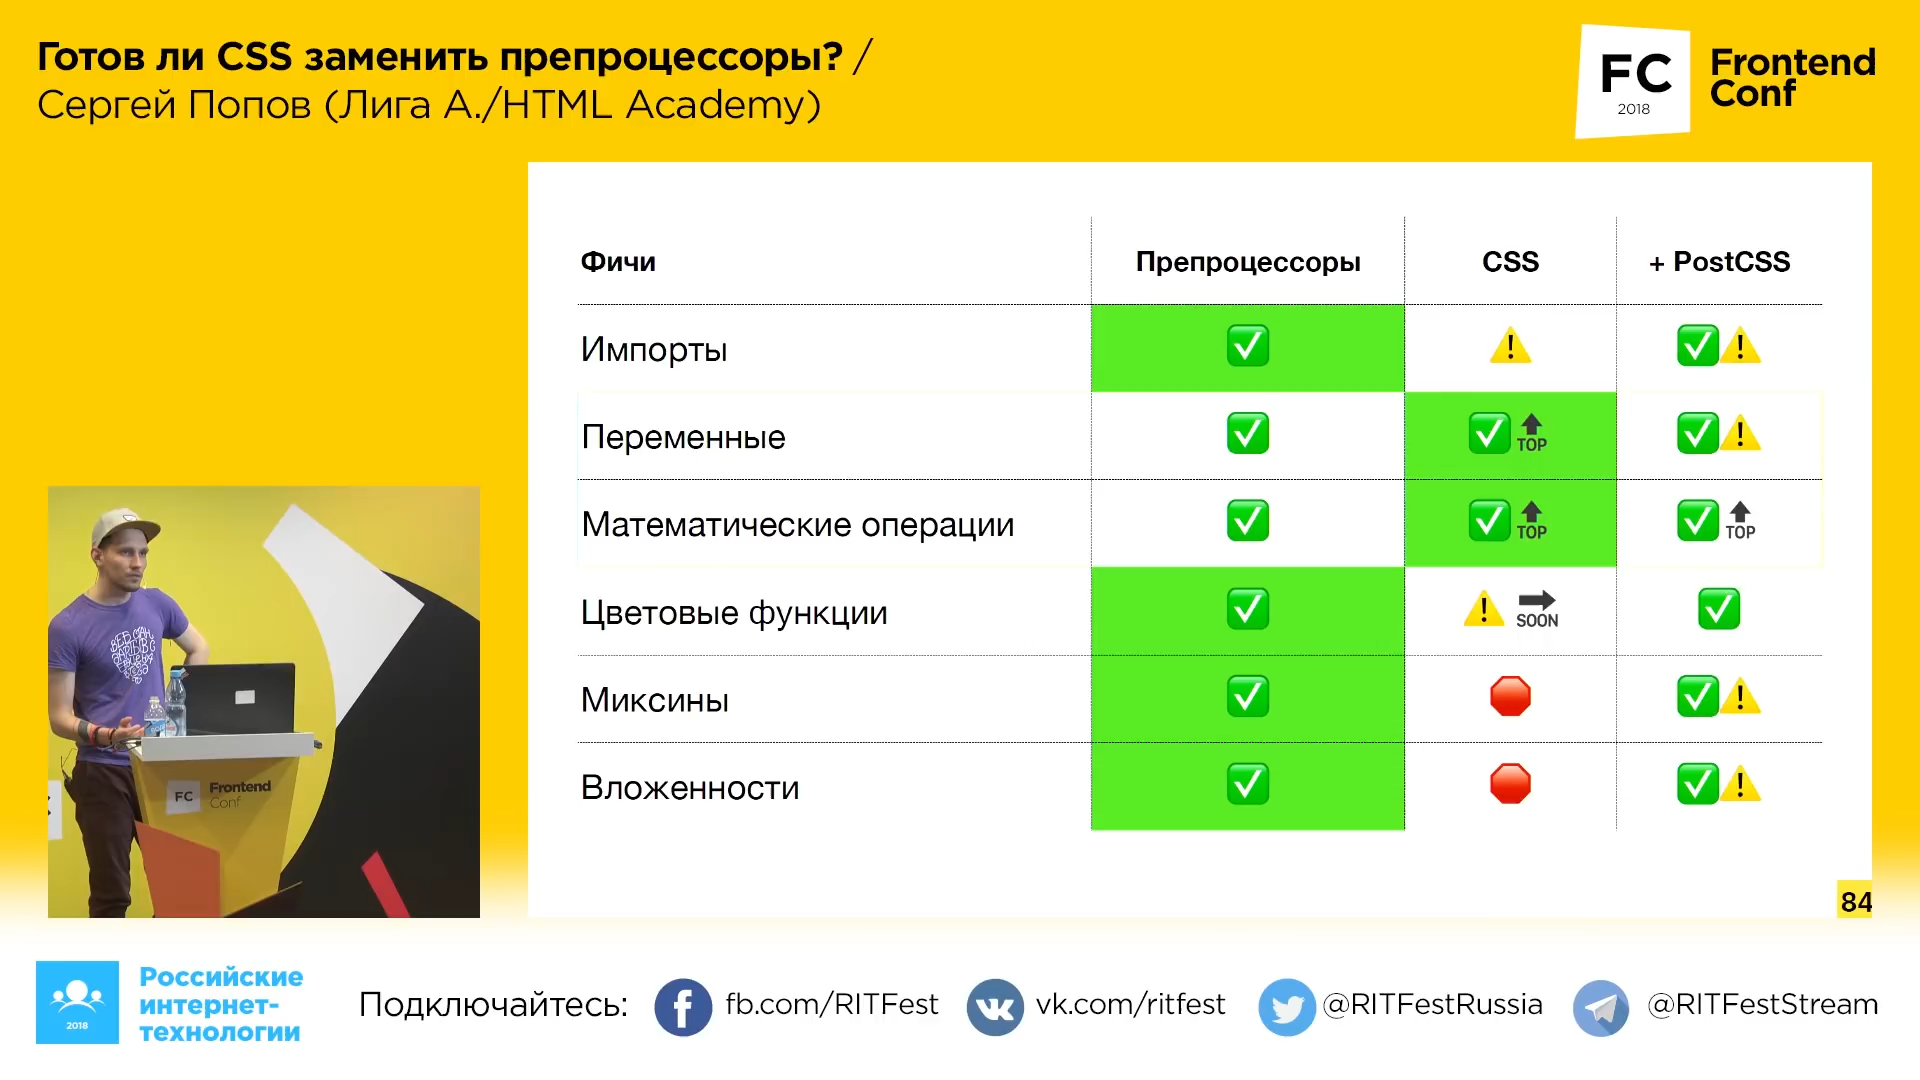 Готов ли CSS заменить препроцессоры? /
Сергей Попов (Лига А./HTML Academy)
FC
2018
Frontend
Conf
Фичи Препроцессоры CSS + PostCSS
Импорты
Переменные TOP
Математические операции TOP TOP
Цветовые функции SOON
Миксины
Вложенности
84
FC Frontend
Conf
2018
Российские
интернет-
технологии
Подключайтесь: fb.com/RITFest vk.com/ritfest @RITFestRussia @RITFestStream